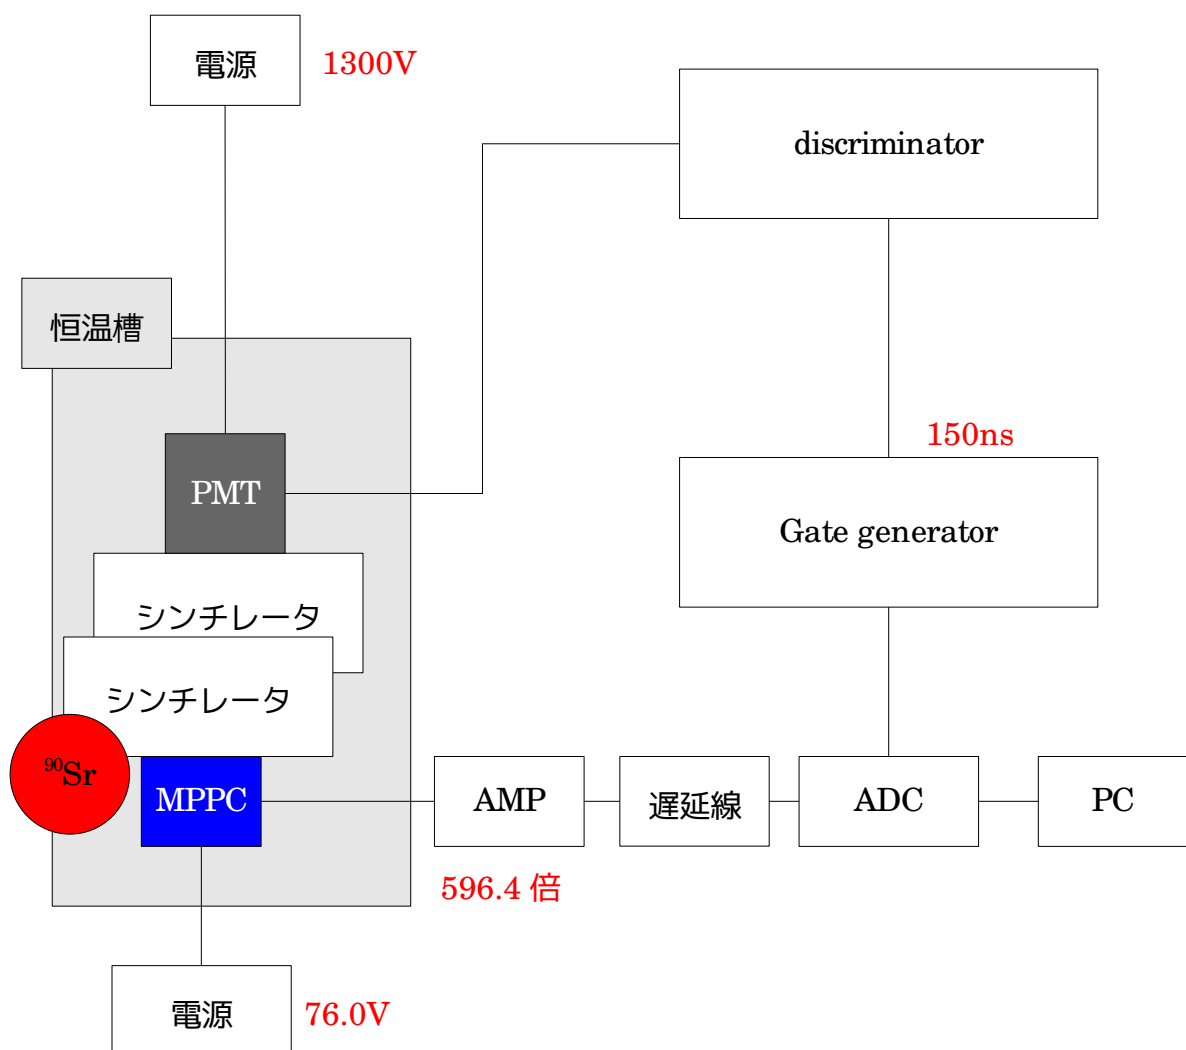 電源
1300V
discriminator
恒温槽
150ns
PMT
Gate generator
シンチレータ
シンチレータ
⁹⁰Sr
MPPC
AMP
遅延線
ADC
PC
596.4 倍
電源
76.0V